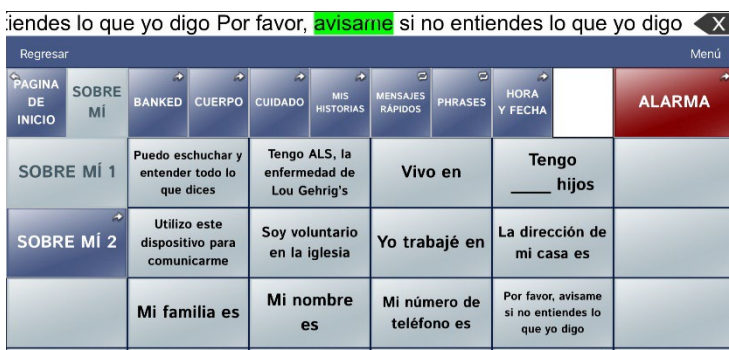 iendes lo que yo digo Por favor, avisame si no entiendes lo que yo digo X
Regresar Menú
PAGINA
DE
INICIO
SOBRE
MÍ
BANKED
CUERPO
CUIDADO
MIS
HISTORIAS
MENSAJES
RÁPIDOS
PHRASES
HORA
Y FECHA
ALARMA
SOBRE MÍ 1
Puedo eschuchar y
entender todo lo
que dices
Tengo ALS, la
enfermedad de
Lou Gehrig's
Vivo en
Tengo
____ hijos
SOBRE MÍ 2
Utilizo este
dispositivo para
comunicarme
Soy voluntario
en la iglesia
Yo trabajé en
La dirección de
mi casa es
Mi familia es
Mi nombre
es
Mi número de
teléfono es
Por favor, avisame
si no entiendes lo
que yo digo